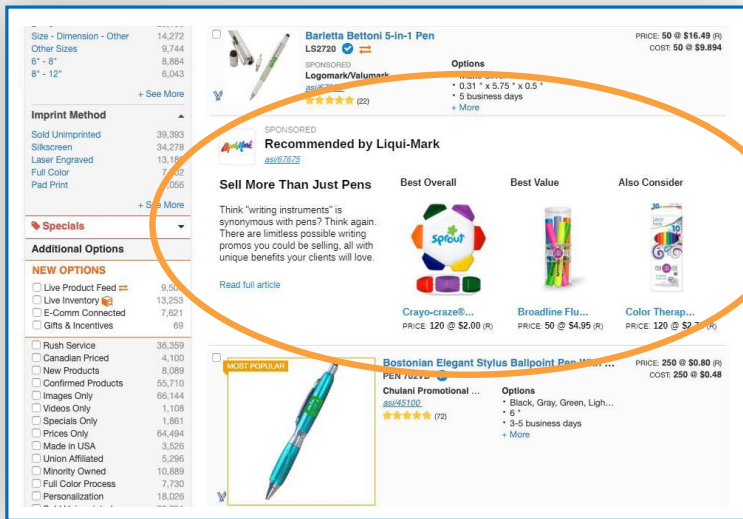 Size - Dimension - Other 14,272
Other Sizes 9,744
6" - 8" 8,884
8" - 12" 6,043
+ See More
Imprint Method
Sold Unimprinted 39,393
Silkscreen 34,278
Laser Engraved
Full Color
Pad Print
+ See More
Specials
Additional Options
NEW OPTIONS
Live Product Feed
Live Inventory 13,253
E-Comm Connected 7,621
Gifts & Incentives 69
Rush Service 36,359
Canadian Priced 4,100
New Products 8,089
Confirmed Products 55,710
Images Only 66,144
Videos Only 1,108
Specials Only 1,861
Prices Only 64,494
Made in USA 3,526
Union Affiliated 5,296
Minority Owned 10,889
Full Color Process 7,730
Personalization 18,026
Barletta Bettoni 5-in-1 Pen
LS2720
SPONSORED
Logomark/Valumark
(22)
Options
• 0.31 " x 5.75 " x 0.5 "
• 5 business days
+ More
PRICE: 50 @ $16.49 (R)
COST: 50 @ $9.894
SPONSORED
Recommended by Liqui-Mark
asi/67675
Sell More Than Just Pens
Think "writing instruments" is
synonymous with pens? Think again.
There are limitless possible writing
promos you could be selling, all with
unique benefits your clients will love.
Read full article
Best Overall
sprout
Crayo-craze®...
PRICE: 120 @ $2.00 (R)
Best Value
Broadline Flu...
PRICE: 50 @ $4.95 (R)
Also Consider
Color Therap...
PRICE: 120 @
MOST POPULAR
Bostonian Elegant Stylus Ballpoint Pen With ...
Chulani Promotional ...
asi/45100
(72)
Options
• Black, Gray, Green, Ligh...
• 6 "
• 3-5 business days
+ More
PRICE: 250 @ $0.80 (R)
COST: 250 @ $0.48